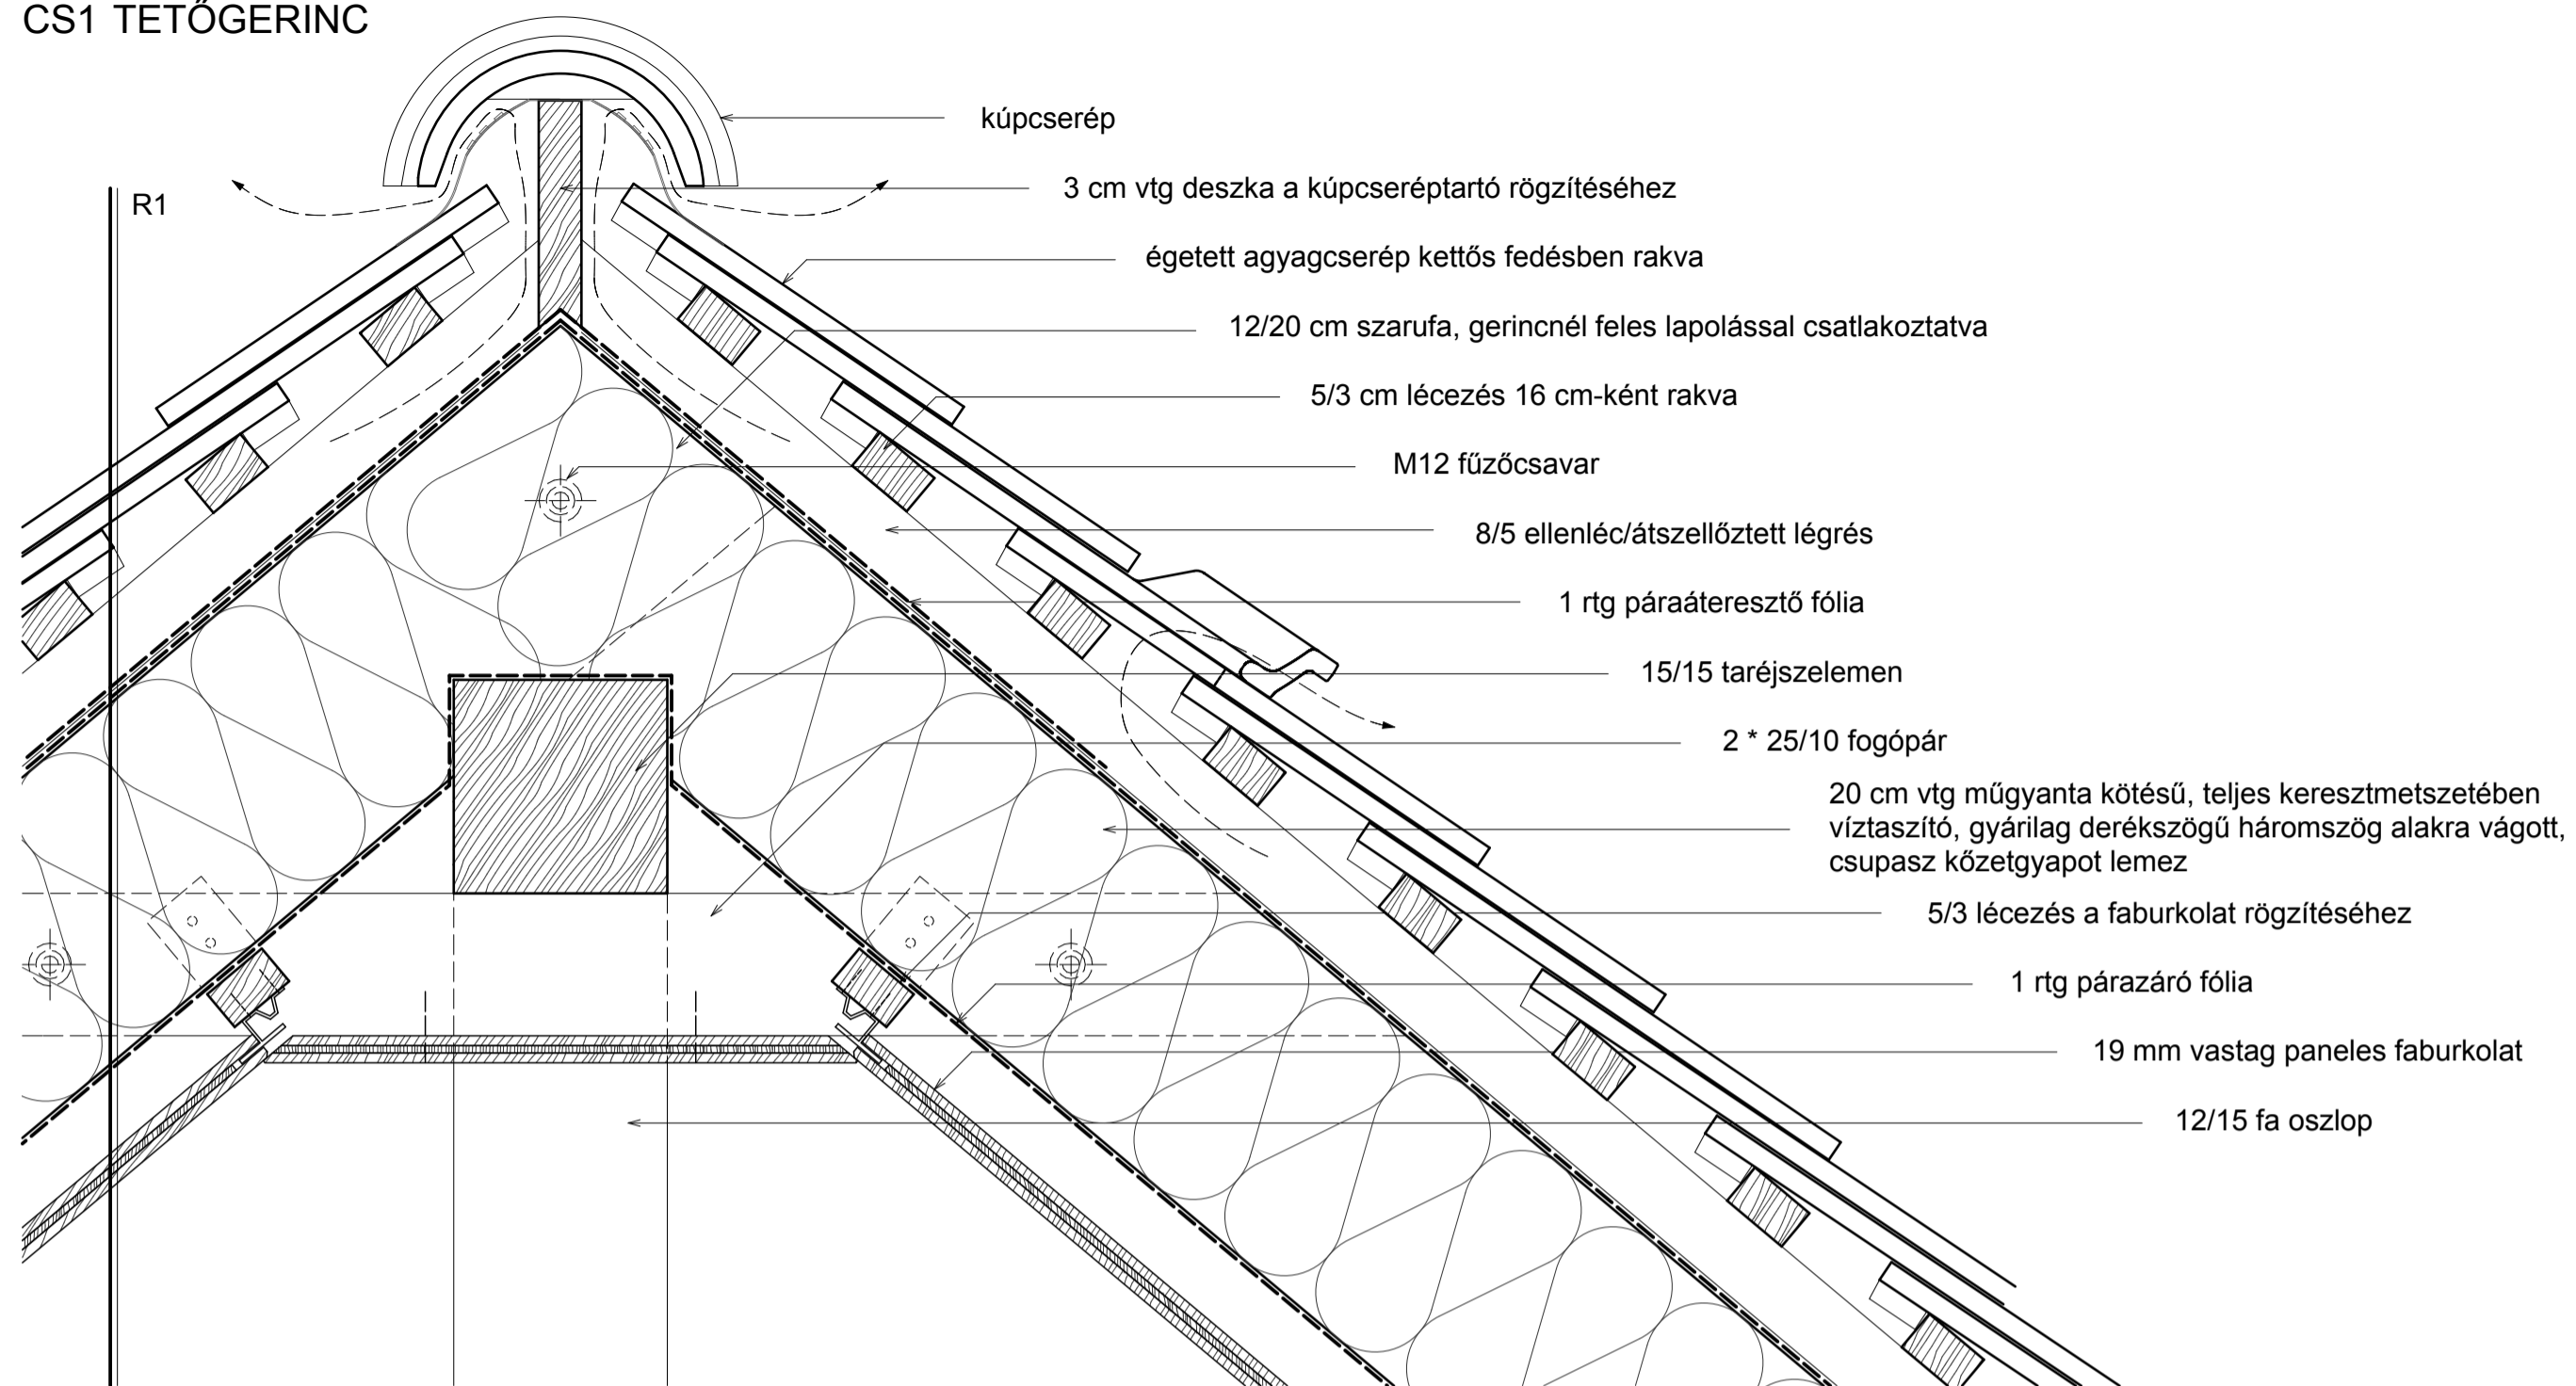 CS1 TETŐGERINC
kúpcserép
R1
3 cm vtg deszka a kúpcseréptartó rögzítéséhez
égetett agyagcserép kettős fedésben rakva
12/20 cm szarufa, gerincnél feles lapolással csatlakoztatva
5/3 cm lécezés 16 cm-ként rakva
M12 fűzőcsavar
8/5 ellenléc/átszellőztett légrés
1 rtg páraáteresztő fólia
15/15 taréjszelemen
2 * 25/10 fogópár
20 cm vtg műgyanta kötésű, teljes keresztmetszetében
víztaszító, gyárilag derékszögű háromszög alakra vágott,
csupasz kőzetgyapot lemez
5/3 lécezés a faburkolat rögzítéséhez
1 rtg párazáró fólia
19 mm vastag paneles faburkolat
12/15 fa oszlop